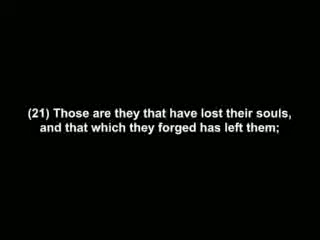 (21) Those are they that have lost their souls,
and that which they forged has left them;